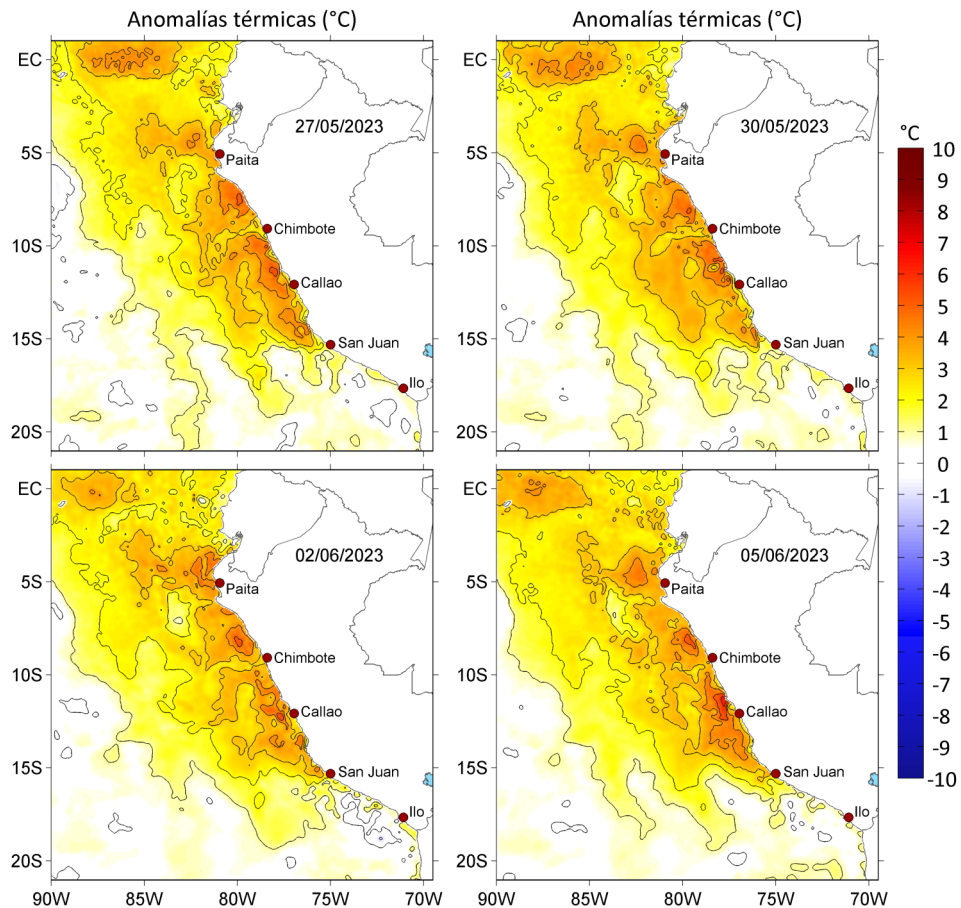 Anomalías térmicas (°C)
Anomalías térmicas (°C)
EC
5S
10S
15S
20S
27/05/2023
Paita
Chimbote
Callao
San Juan
Ilo
EC
5S
10S
15S
20S
30/05/2023
Paita
Chimbote
Callao
San Juan
Ilo
EC
5S
10S
15S
20S
02/06/2023
Paita
Chimbote
Callao
San Juan
Ilo
90W 85W 80W 75W 70W
EC
5S
10S
15S
20S
05/06/2023
Paita
Chimbote
Callao
San Juan
Ilo
90W 85W 80W 75W 70W
°C
10
9
8
7
6
5
4
3
2
1
0
-1
-2
-3
-4
-5
-6
-7
-8
-9
-10